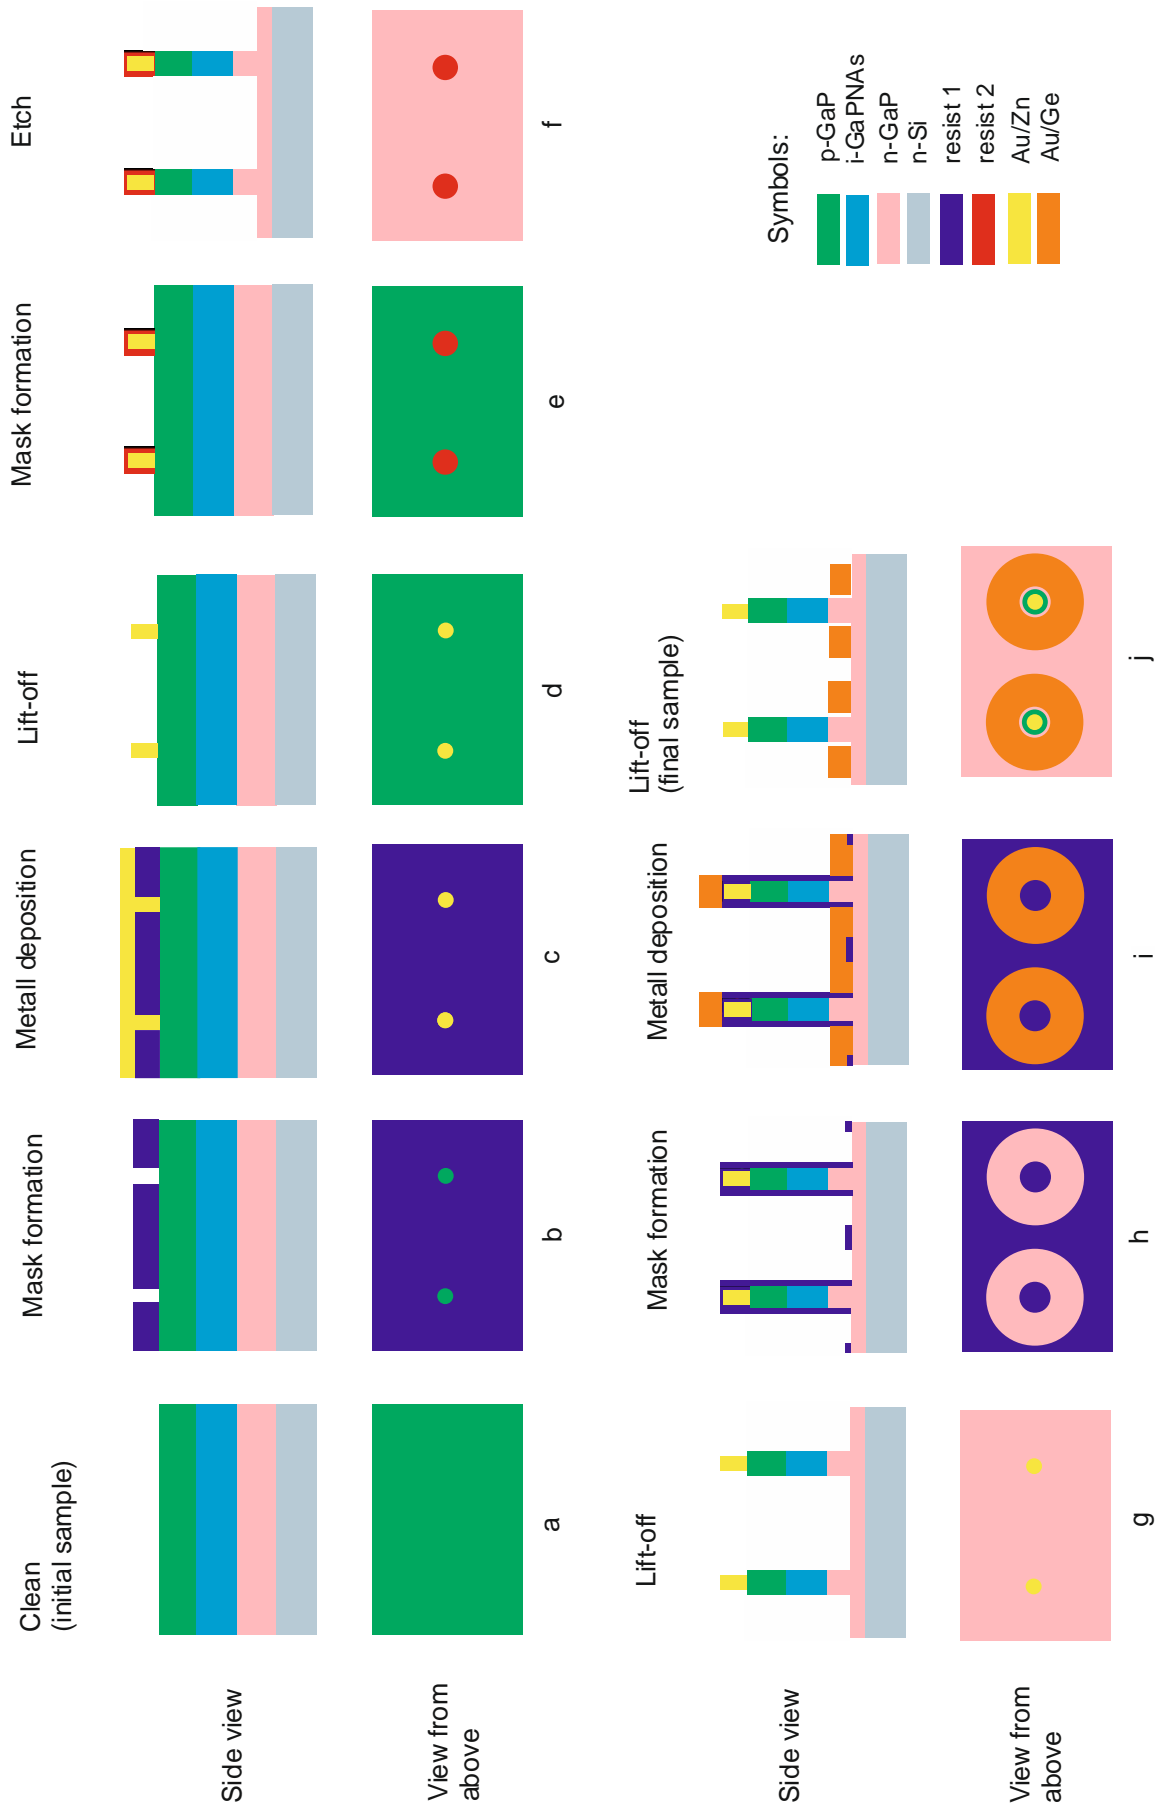 Clean
(initial sample)
Mask formation
Metall deposition
Lift-off
Mask formation
Etch
Side view
View from
above
a
b
c
d
e
f
Lift-off
Mask formation
Metall deposition
Lift-off
(final sample)
Side view
View from
above
g
h
i
j
Symbols:
p-GaP
i-GaPNAs
n-GaP
n-Si
resist 1
resist 2
Au/Zn
Au/Ge